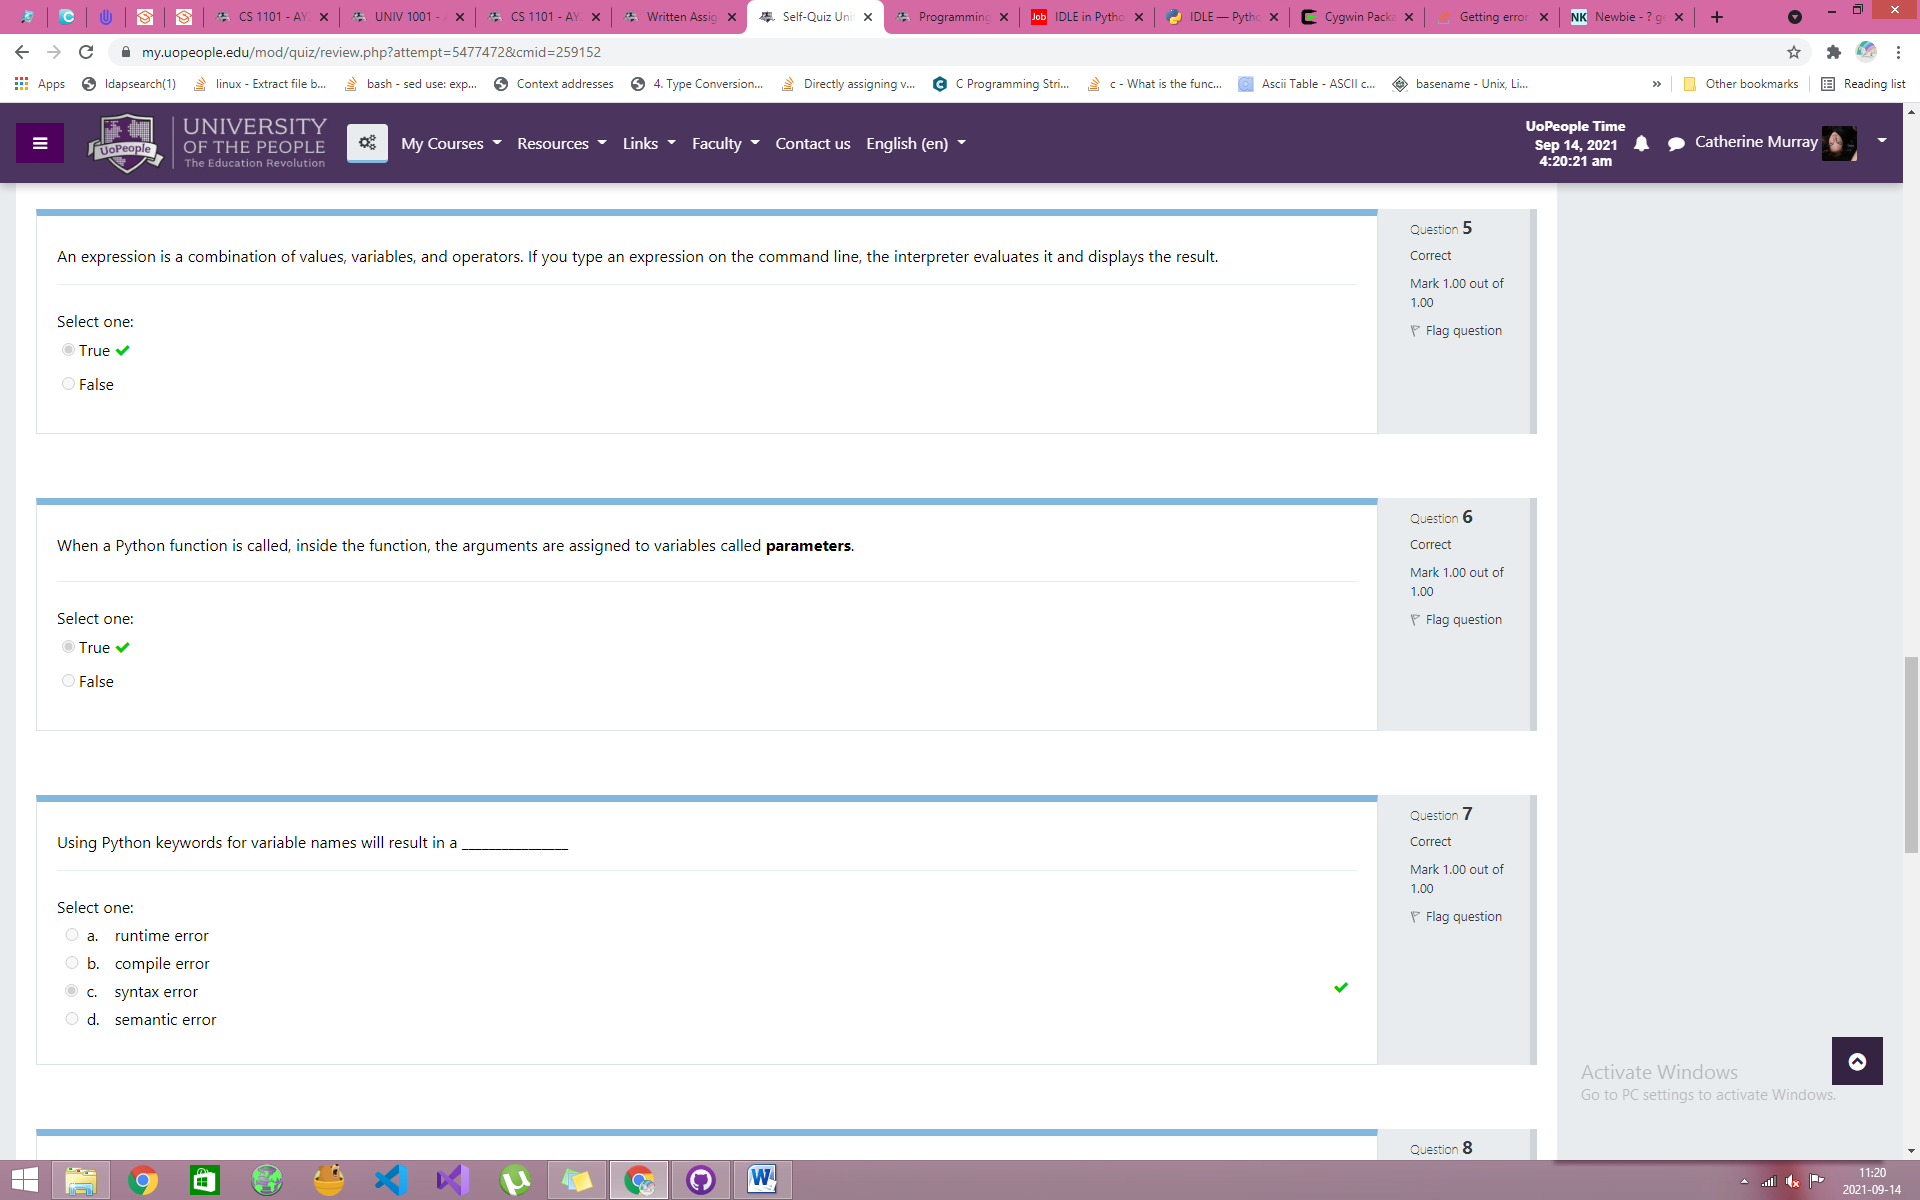 CS 1101 - AY
UNIV 1001 - A
CS 1101 - AY
Written Assig
Self-Quiz Uni
Programming
Job IDLE in Pytho
IDLE — Pytho
Cygwin Packa
Getting error
NK Newbie - ? ge
my.uopeople.edu/mod/quiz/review.php?attempt=5477472&cmid=259152
Apps
ldapsearch(1)
linux - Extract file b...
bash - sed use: exp...
Context addresses
4. Type Conversion...
Directly assigning v...
C Programming Stri...
c - What is the func...
Ascii Table - ASCII c...
basename - Unix, Li...
»
Other bookmarks
Reading list
UoPeople
UNIVERSITY
OF THE PEOPLE
The Education Revolution
My Courses
Resources
Links
Faculty
Contact us
English (en)
UoPeople Time
Sep 14, 2021
4:20:21 am
Catherine Murray
An expression is a combination of values, variables, and operators. If you type an expression on the command line, the interpreter evaluates it and displays the result.
Select one:
True
False
Question 5
Correct
Mark 1.00 out of
1.00
Flag question
When a Python function is called, inside the function, the arguments are assigned to variables called parameters.
Select one:
True
False
Question 6
Correct
Mark 1.00 out of
1.00
Flag question
Using Python keywords for variable names will result in a ________________
Select one:
a. runtime error
b. compile error
c. syntax error
d. semantic error
Question 7
Correct
Mark 1.00 out of
1.00
Flag question
Question 8
Activate Windows
Go to PC settings to activate Windows.
11:20
2021-09-14